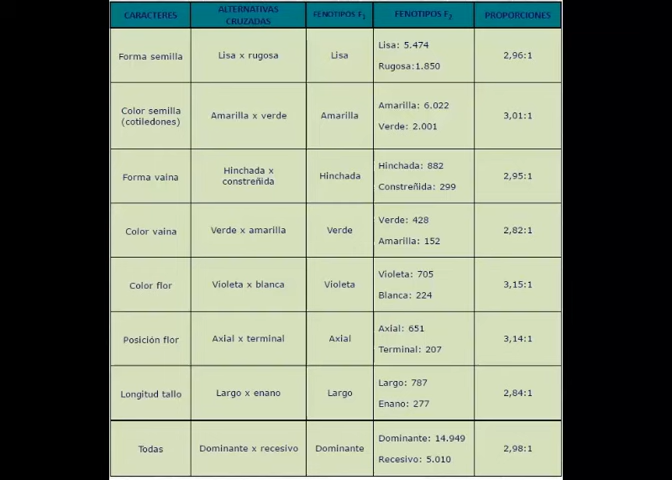 CARACTERES
ALTERNATIVAS
CRUZADAS
FENOTIPOS F₁
FENOTIPOS F₂
PROPORCIONES
Forma semilla
Lisa x rugosa
Lisa
Lisa: 5.474
Rugosa:1.850
2,96:1
Color semilla
(cotiledones)
Amarilla x verde
Amarilla
Amarilla: 6.022
Verde: 2.001
3,01:1
Forma vaina
Hinchada x
constreñida
Hinchada
Hinchada: 882
Constreñida: 299
2,95:1
Color vaina
Verde x amarilla
Verde
Verde: 428
Amarilla: 152
2,82:1
Color flor
Violeta x blanca
Violeta
Violeta: 705
Blanca: 224
3,15:1
Posición flor
Axial x terminal
Axial
Axial: 651
Terminal: 207
3,14:1
Longitud tallo
Largo x enano
Largo
Largo: 787
Enano: 277
2,84:1
Todas
Dominante x recesivo
Dominante
Dominante: 14.949
Recesivo: 5.010
2,98:1